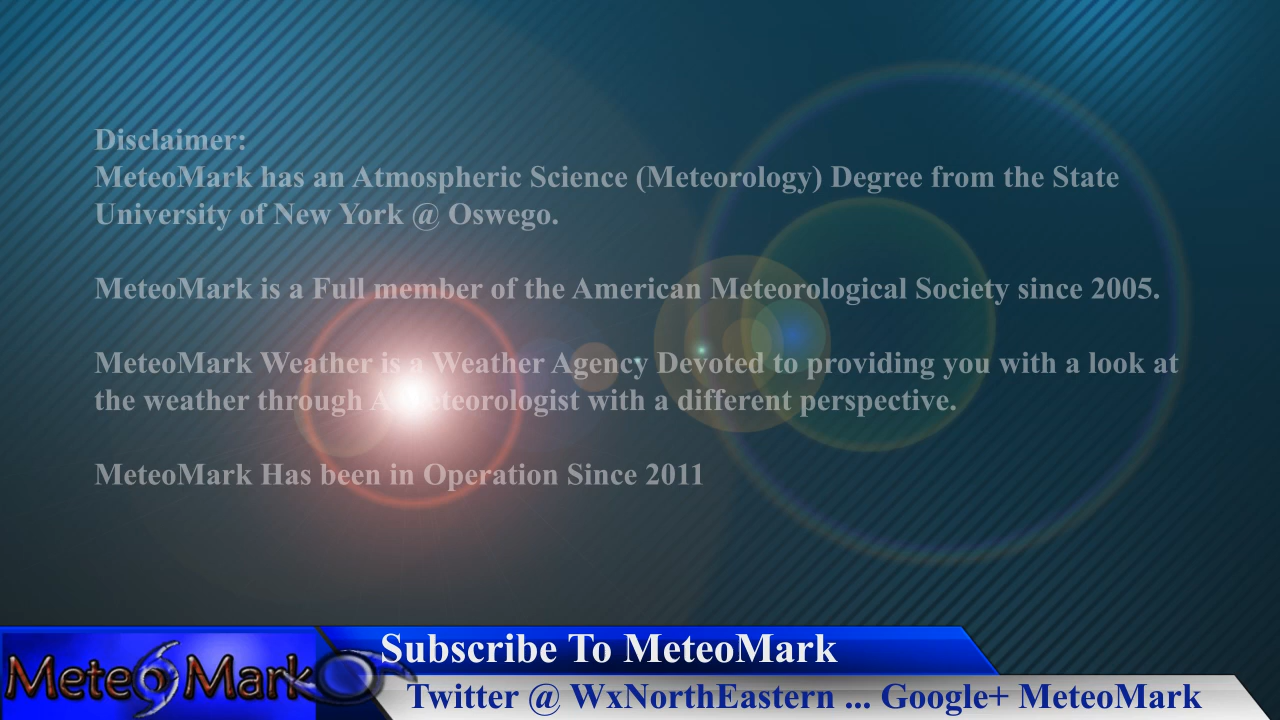 Disclaimer:
MeteoMark has an Atmospheric Science (Meteorology) Degree from the State
University of New York @ Oswego.
MeteoMark is a Full member of the American Meteorological Society since 2005.
MeteoMark Weather is a Weather Agency Devoted to providing you with a look at
the weather through A Meteorologist with a different perspective.
MeteoMark Has been in Operation Since 2011
Subscribe To MeteoMark
MeteoMark
Twitter @ WxNorthEastern ... Google+ MeteoMark